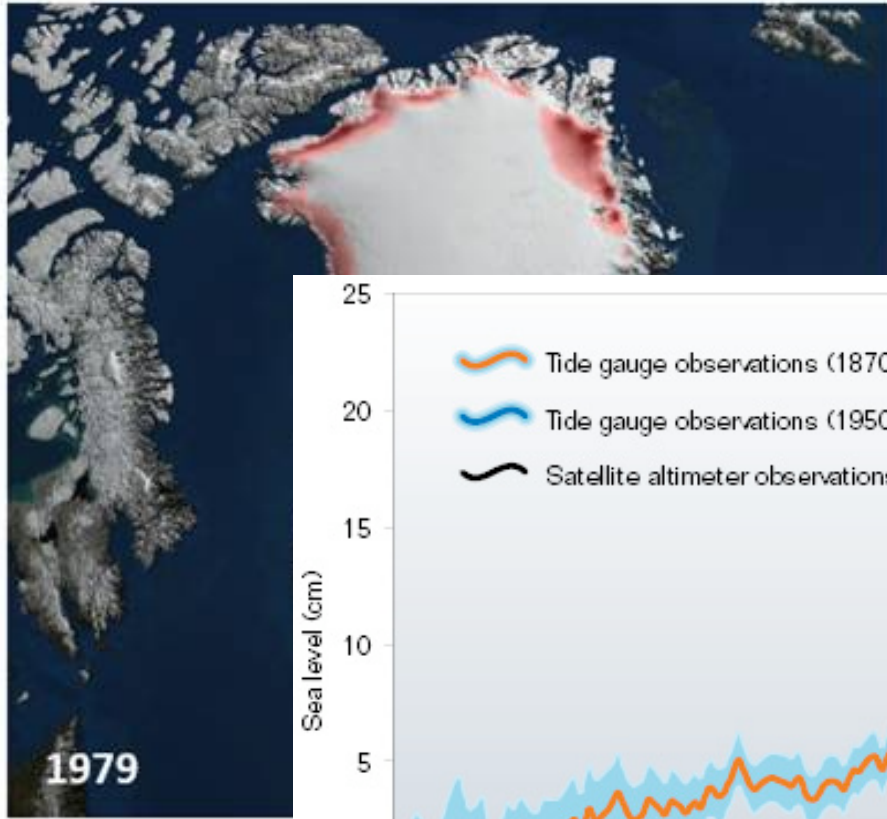 1979
25
Tide gauge observations (1870
20
Tide gauge observations (1950
Satellite altimeter observations
15
10
5
Sea level (cm)